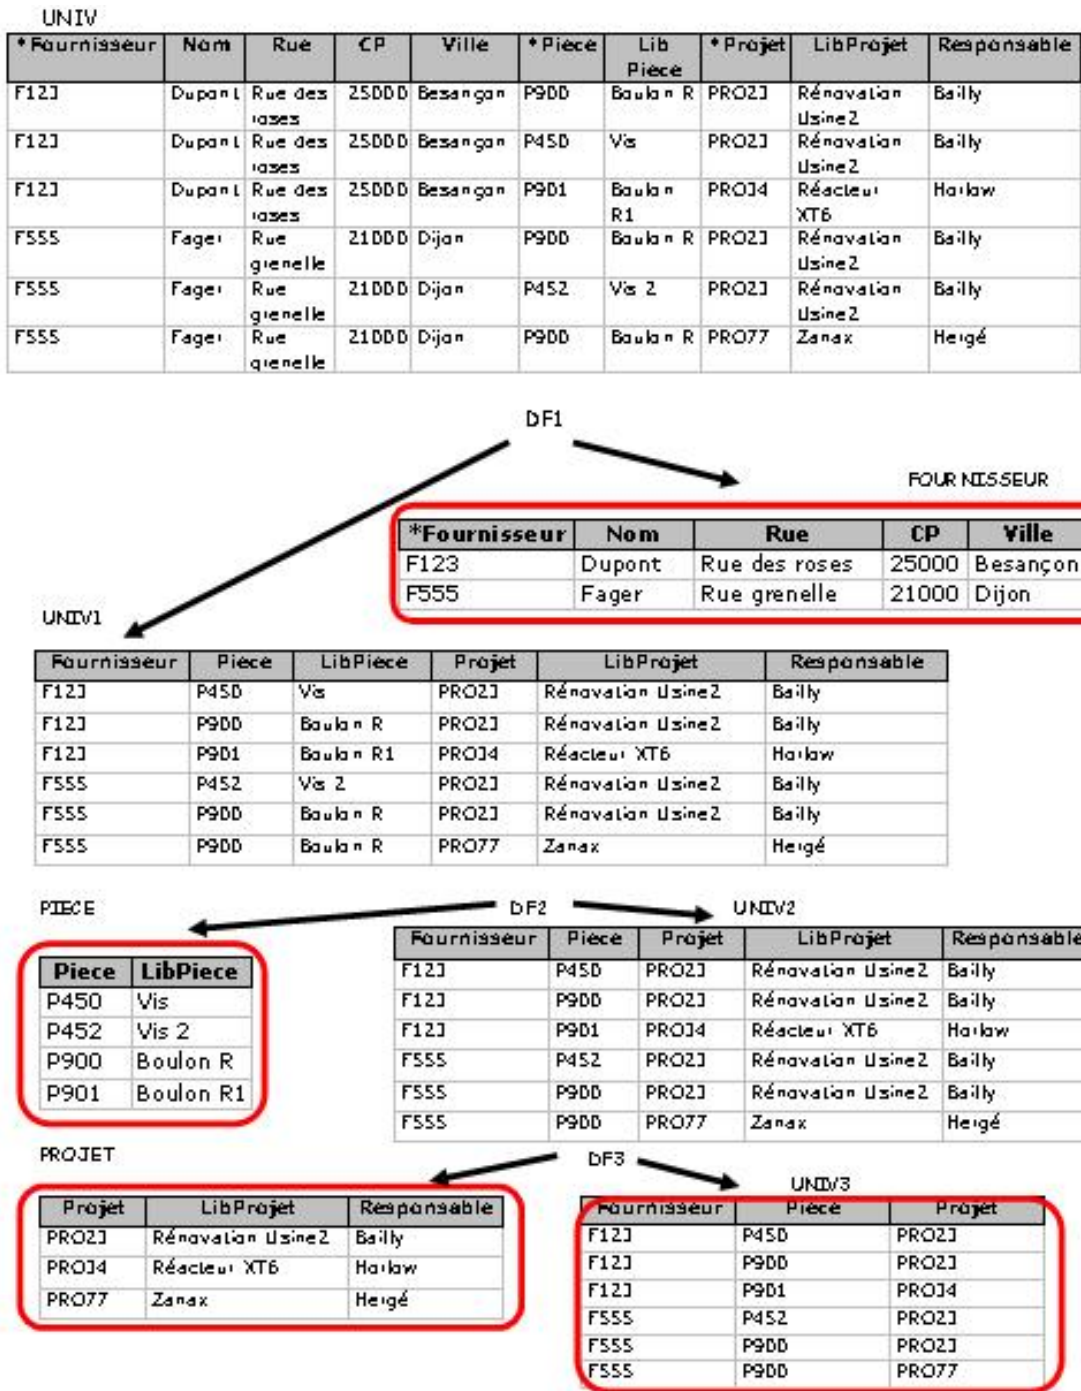 UNIV
*Fournisseur Nom Rue CP Ville *Piece Lib Piece *Projet LibProjet Responsable
F123 Dupont Rue des roses 25000 Besançon P900 Boulon R PRO23 Rénovation Usine2 Bailly
F123 Dupont Rue des roses 25000 Besançon P450 Vis PRO23 Rénovation Usine2 Bailly
F123 Dupont Rue des roses 25000 Besançon P901 Boulon R1 PRO34 Réacteur XT6 Harlow
F555 Fager Rue grenelle 21000 Dijon P900 Boulon R PRO23 Rénovation Usine2 Bailly
F555 Fager Rue grenelle 21000 Dijon P452 Vis 2 PRO23 Rénovation Usine2 Bailly
F555 Fager Rue grenelle 21000 Dijon P900 Boulon R PRO77 Zanax Hergé
DF1
FOURNISSEUR
*Fournisseur Nom Rue CP Ville
F123 Dupont Rue des roses 25000 Besançon
F555 Fager Rue grenelle 21000 Dijon
UNIV1
Fournisseur Piece LibPiece Projet LibProjet Responsable
F123 P450 Vis PRO23 Rénovation Usine2 Bailly
F123 P900 Boulon R PRO23 Rénovation Usine2 Bailly
F123 P901 Boulon R1 PRO34 Réacteur XT6 Harlow
F555 P452 Vis 2 PRO23 Rénovation Usine2 Bailly
F555 P900 Boulon R PRO23 Rénovation Usine2 Bailly
F555 P900 Boulon R PRO77 Zanax Hergé
PIECE DF2 UNIV2
Piece LibPiece
P450 Vis
P452 Vis 2
P900 Boulon R
P901 Boulon R1
Fournisseur Piece Projet LibProjet Responsable
F123 P450 PRO23 Rénovation Usine2 Bailly
F123 P900 PRO23 Rénovation Usine2 Bailly
F123 P901 PRO34 Réacteur XT6 Harlow
F555 P452 PRO23 Rénovation Usine2 Bailly
F555 P900 PRO23 Rénovation Usine2 Bailly
F555 P900 PRO77 Zanax Hergé
PROJET DF3 UNIV3
Projet LibProjet Responsable
PRO23 Rénovation Usine2 Bailly
PRO34 Réacteur XT6 Harlow
PRO77 Zanax Hergé
Fournisseur Piece Projet
F123 P450 PRO23
F123 P900 PRO23
F123 P901 PRO34
F555 P452 PRO23
F555 P900 PRO23
F555 P900 PRO77